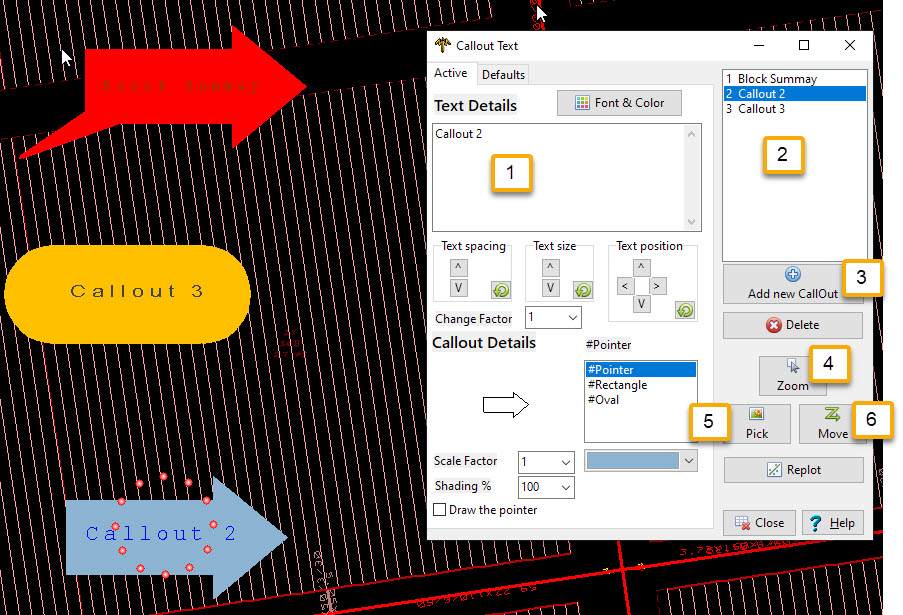 Block Summay
Callout 3
Callout 2
Callout Text
Active
Defaults
Text Details
Font & Color
Callout 2
1
Text spacing
Text size
Text position
^
^
^
V
V
<
>
V
Change Factor
1
Callout Details
#Pointer
#Pointer
#Rectangle
#Oval
Scale Factor
1
Shading %
100
Draw the pointer
1 Block Summay
2 Callout 2
3 Callout 3
2
Add new CallOut
3
Delete
Zoom
4
5
Pick
Move
6
Replot
Close
? Help